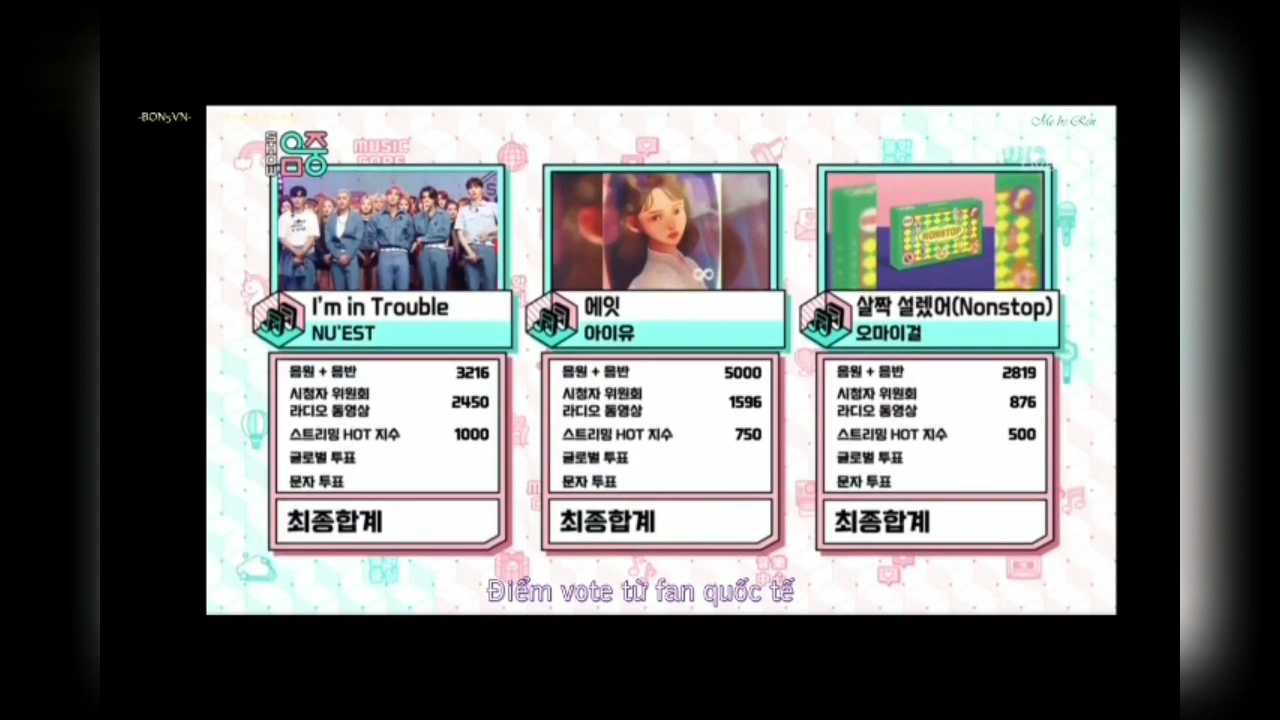 -BON5VN-
SHOW
음중
MUSIC
CORE
I'm in Trouble
NU'EST
음원 + 음반 3216
시청자 위원회
라디오 동영상 2450
스트리밍 HOT 지수 1000
글로벌 투표
문자 투표
최종합계
에잇
아이유
음원 + 음반 5000
시청자 위원회
라디오 동영상 1596
스트리밍 HOT 지수 750
글로벌 투표
문자 투표
최종합계
NONSTOP
살짝 설렜어(Nonstop)
오마이걸
음원 + 음반 2819
시청자 위원회
라디오 동영상 876
스트리밍 HOT 지수 500
글로벌 투표
문자 투표
최종합계
Điểm vote từ fan quốc tế